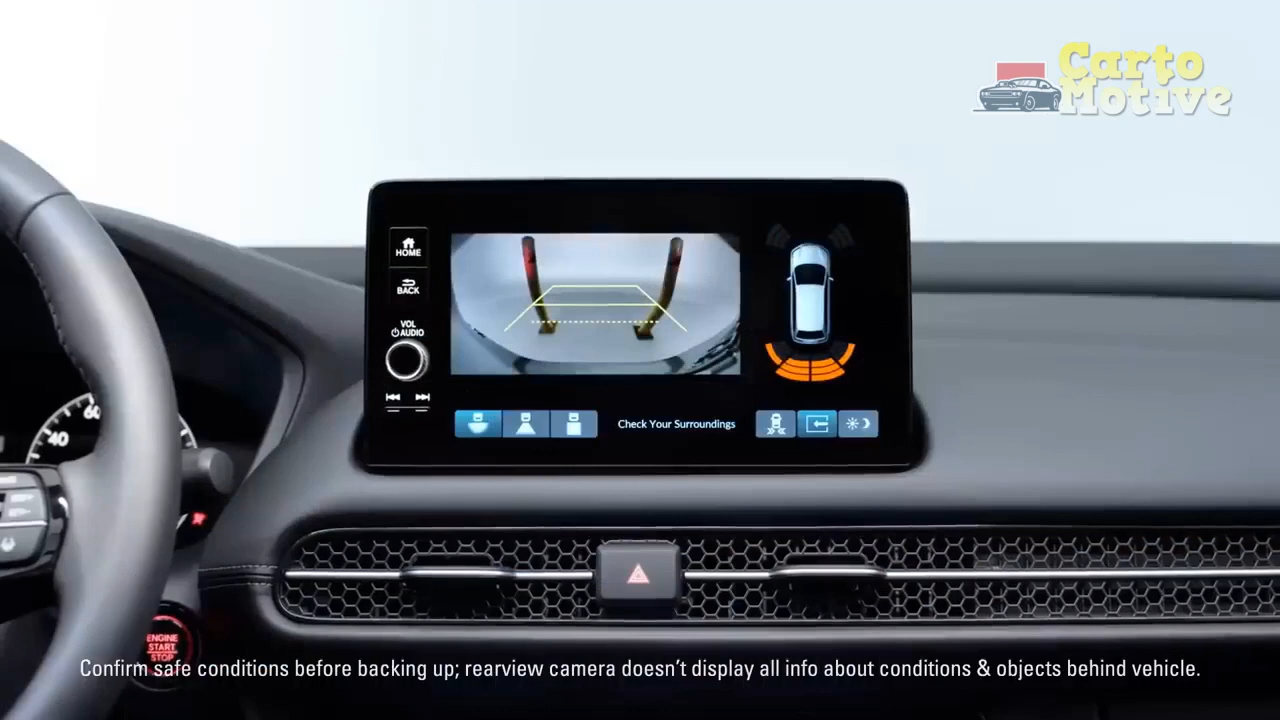 Carto
Motive
HOME
BACK
VOL
AUDIO
Check Your Surroundings
60
40
ENGINE
START
STOP
Confirm safe conditions before backing up; rearview camera doesn't display all info about conditions & objects behind vehicle.